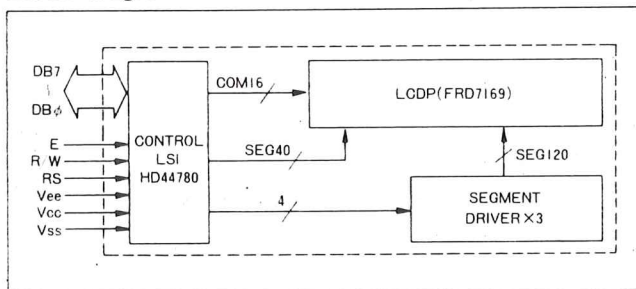 DB7
DBφ
E
R/W
RS
Vee
Vcc
Vss
CONTROL
LSI
HD44780
COM16
SEG40
4
LCDP(FRD7169)
SEG120
SEGMENT
DRIVER×3